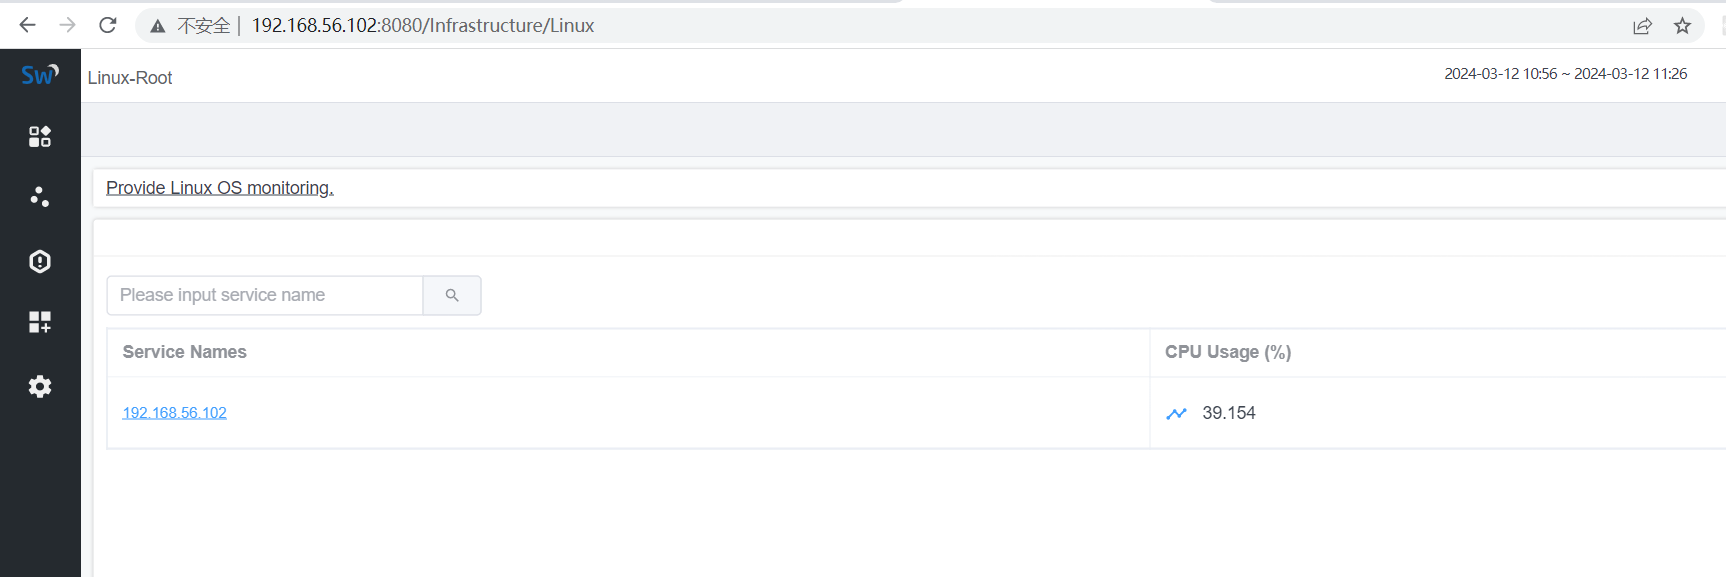 不安全 | 192.168.56.102:8080/Infrastructure/Linux
Sw
Linux-Root
2024-03-12 10:56 ~ 2024-03-12 11:26
Provide Linux OS monitoring.
Please input service name
Service Names
CPU Usage (%)
192.168.56.102
39.154